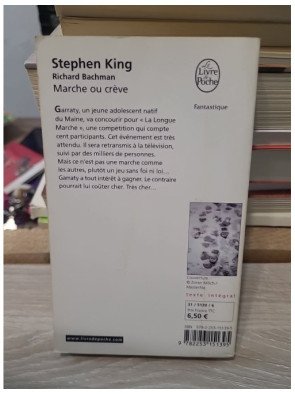 Stephen King
Richard Bachman
Marche ou crève
Le
Livre
de
Poche
Fantastique
Garraty, un jeune adolescent natif
du Maine, va concourir pour « La Longue
Marche », une compétition qui compte
cent participants. Cet événement est très
attendu. Il sera retransmis à la télévision,
suivi par des milliers de personnes.
Mais ce n'est pas une marche comme
les autres, plutôt un jeu sans foi ni loi...
Garraty a tout intérêt à gagner. Le contraire
pourrait lui coûter cher. Très cher...
Couverture :
texte intégral
6,50 €
www.livredepoche.com
9 782253 151395